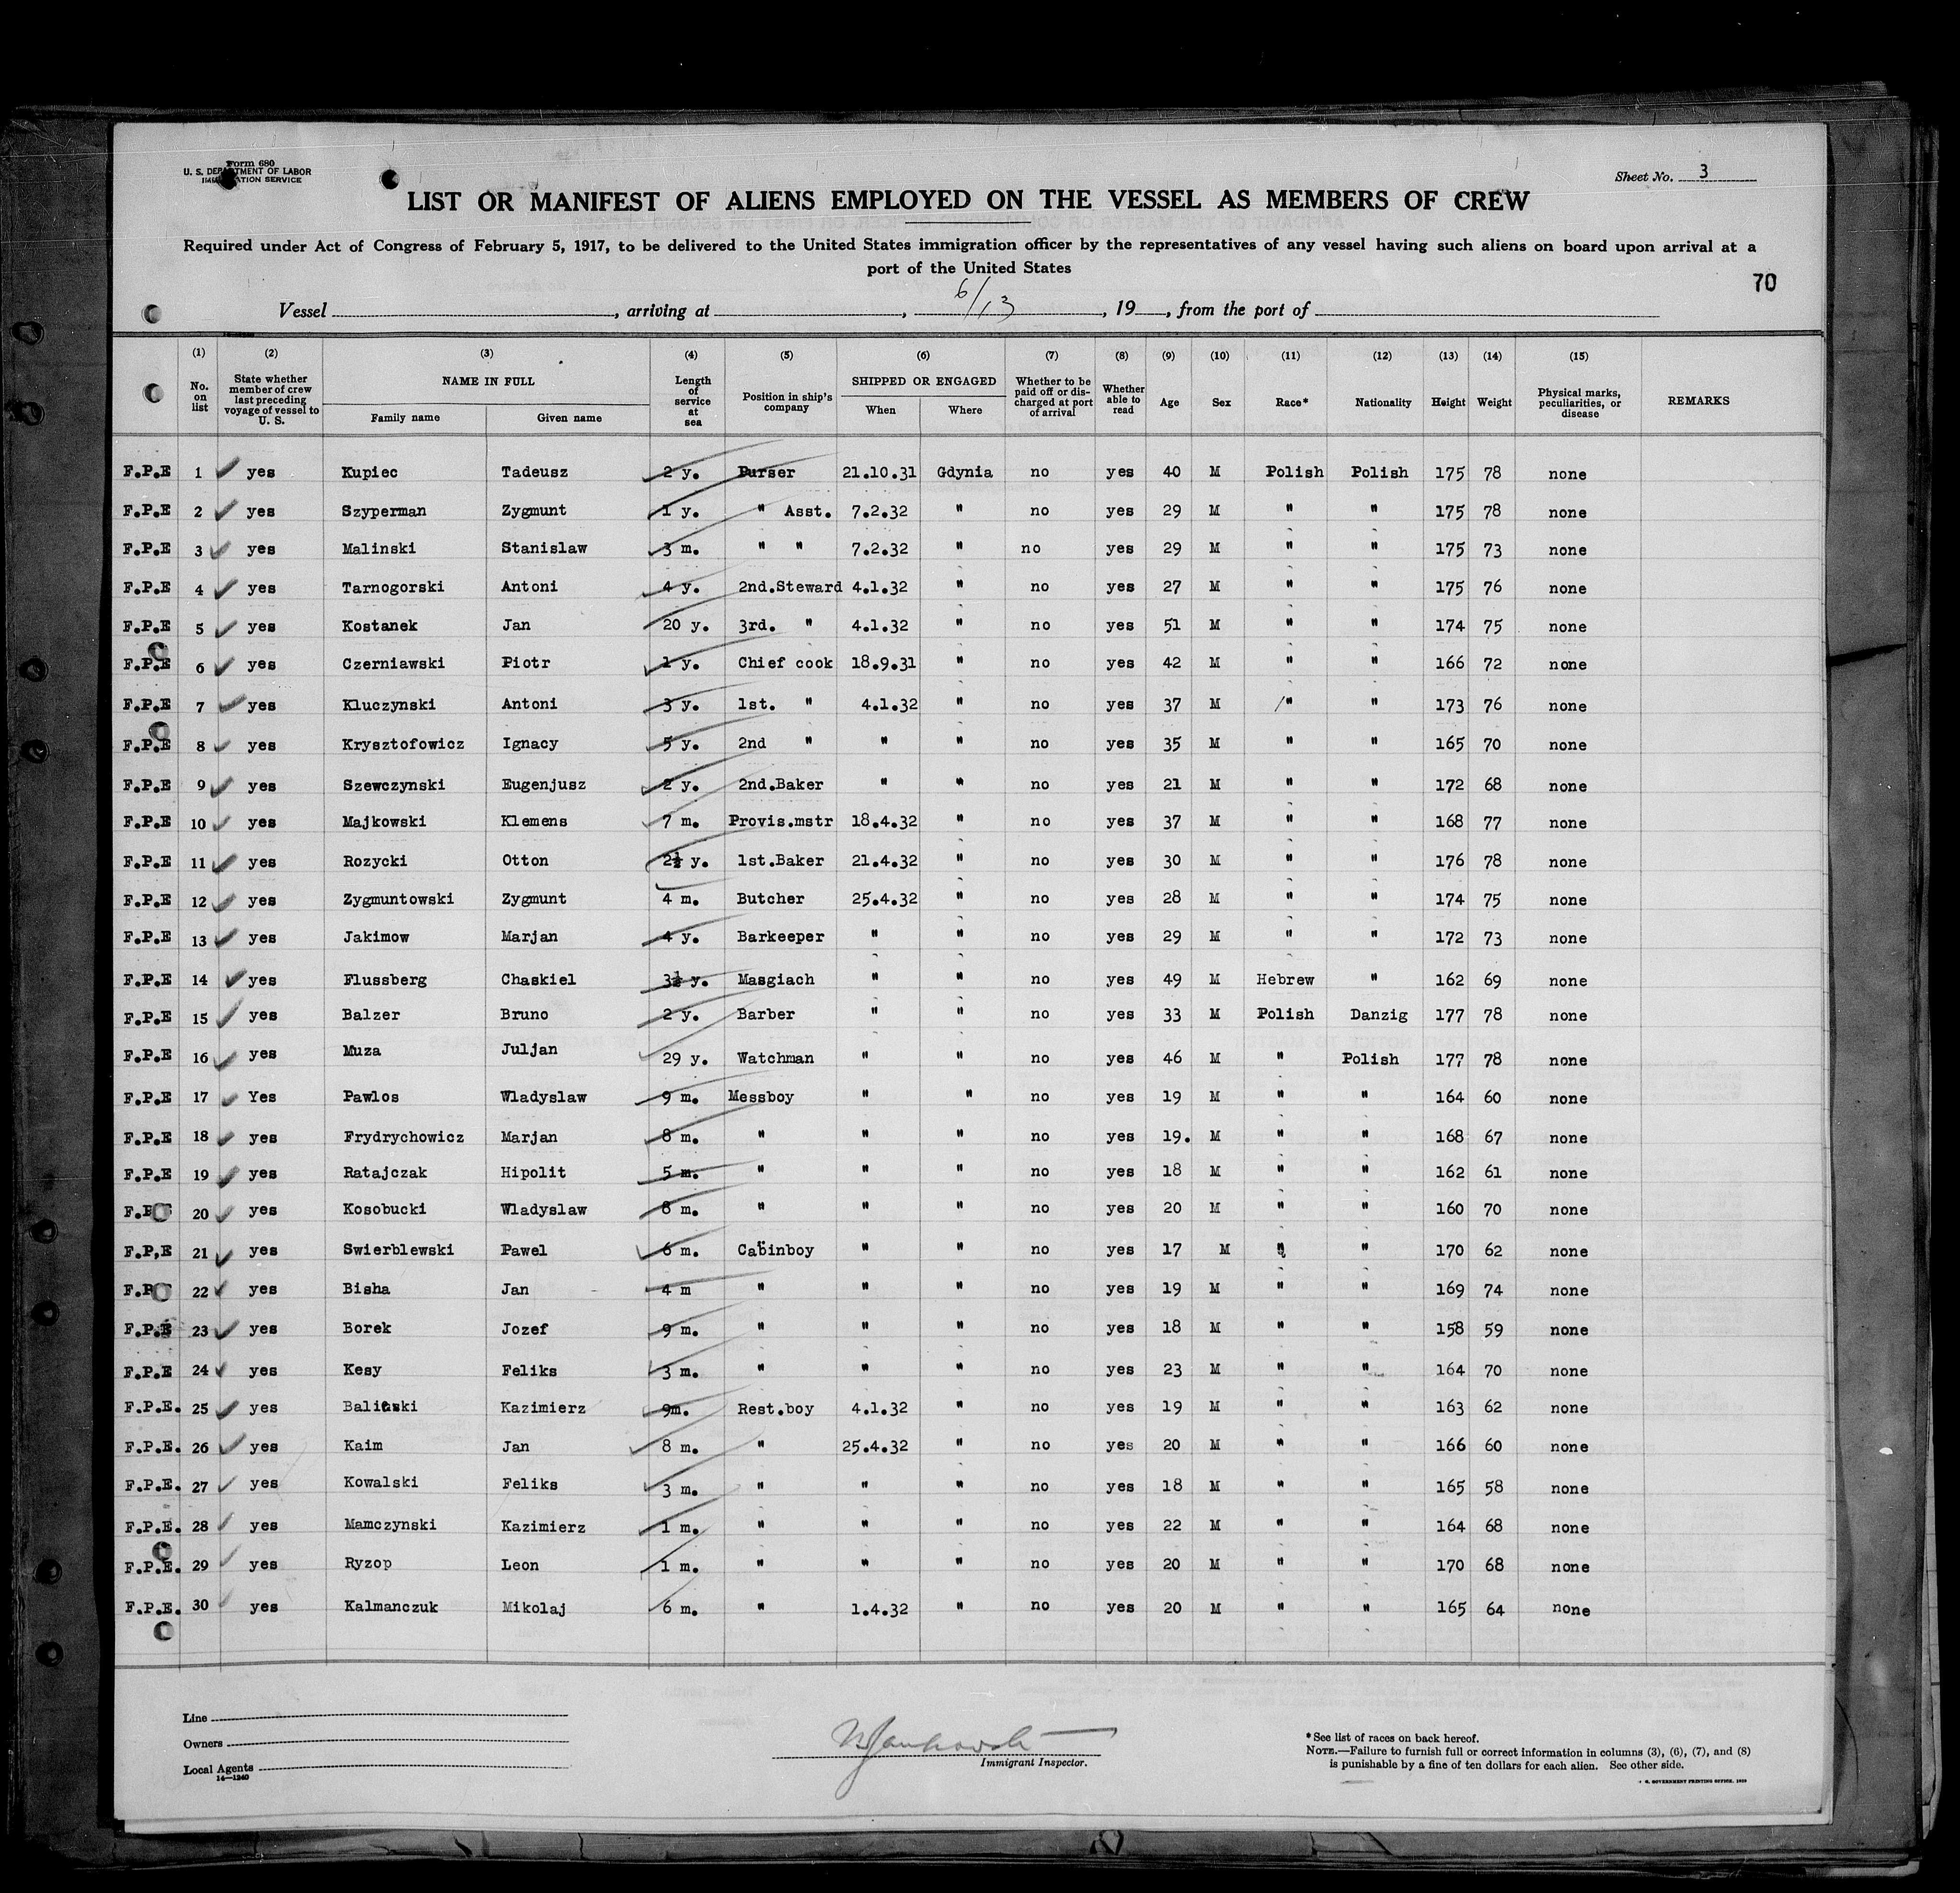 Form 680
U. S. DEPARTMENT OF LABOR
IMMIGRATION SERVICE
Sheet No. 3
LIST OR MANIFEST OF ALIENS EMPLOYED ON THE VESSEL AS MEMBERS OF CREW
Required under Act of Congress of February 5, 1917, to be delivered to the United States immigration officer by the representatives of any vessel having such aliens on board upon arrival at a
port of the United States
70
Vessel , arriving at , 6/13 , 19 , from the port of
(1) (2) (3) (4) (5) (6) (7) (8) (9) (10) (11) (12) (13) (14) (15)
No. on list State whether member of crew last preceding voyage of vessel to U. S. NAME IN FULL Family name Given name Length of service at sea Position in ship's company SHIPPED OR ENGAGED When Where Whether to be paid off or discharged at port of arrival Whether able to read Age Sex Race* Nationality Height Weight Physical marks, peculiarities, or disease REMARKS
F.P.E 1 yes Kupiec Tadeusz 2 y. Purser 21.10.31 Gdynia no yes 40 M Polish Polish 175 78 none
F.P.E 2 yes Szyperman Zygmunt 1 y. " Asst. 7.2.32 " no yes 29 M " " 175 78 none
F.P.E 3 yes Malinski Stanislaw 3 m. " " 7.2.32 " no yes 29 M " " 175 73 none
F.P.E 4 yes Tarnogorski Antoni 4 y. 2nd.Steward 4.1.32 " no yes 27 M " " 175 76 none
F.P.E 5 yes Kostanek Jan 20 y. 3rd. " 4.1.32 " no yes 51 M " " 174 75 none
F.P.E 6 yes Czerniawski Piotr 1 y. Chief cook 18.9.31 " no yes 42 M " " 166 72 none
F.P.E 7 yes Kluczynski Antoni 3 y. 1st. " 4.1.32 " no yes 37 M " " 173 76 none
F.P.E 8 yes Krysztofowicz Ignacy 5 y. 2nd " " " no yes 35 M " " 165 70 none
F.P.E 9 yes Szewczynski Eugenjusz 2 y. 2nd.Baker " " no yes 21 M " " 172 68 none
F.P.E 10 yes Majkowski Klemens 7 m. Provis.mstr 18.4.32 " no yes 37 M " " 168 77 none
F.P.E 11 yes Rozycki Otton 2½ y. 1st.Baker 21.4.32 " no yes 30 M " " 176 78 none
F.P.E 12 yes Zygmuntowski Zygmunt 4 m. Butcher 25.4.32 " no yes 28 M " " 174 75 none
F.P.E 13 yes Jakimow Marjan 4 y. Barkeeper " " no yes 29 M " " 172 73 none
F.P.E 14 yes Flussberg Chaskiel 3½ y. Masgiach " " no yes 49 M Hebrew " 162 69 none
F.P.E 15 yes Balzer Bruno 2 y. Barber " " no yes 33 M Polish Danzig 177 78 none
F.P.E 16 yes Muza Juljan 29 y. Watchman " " no yes 46 M " Polish 177 78 none
F.P.E 17 Yes Pawlos Wladyslaw 9 m. Messboy " " no yes 19 M " " 164 60 none
F.P.E 18 yes Frydrychowicz Marjan 8 m. " " " no yes 19. M " " 168 67 none
F.P.E 19 yes Ratajczak Hipolit 5 m. " " " no yes 18 M " " 162 61 none
F.P 20 yes Kosobucki Wladyslaw 8 m. " " " no yes 20 M " " 160 70 none
F.P,E 21 yes Swierblewski Pawel 6 m. Cabinboy " " no yes 17 M " " 170 62 none
F.P 22 yes Bisha Jan 4 m " " " no yes 19 M " " 169 74 none
F.P.E 23 yes Borek Jozef 9 m. " " " no yes 18 M " " 158 59 none
F.P.E 24 yes Kesy Feliks 3 m. " " " no yes 23 M " " 164 70 none
F.P.E. 25 yes Kazimierz 9m. Rest.boy 4.1.32 " no yes 19 M " " 163 62 none
F.P.E. 26 yes Kaim Jan 8 m. " 25.4.32 " no yes 20 M " " 166 60 none
F.P.E. 27 yes Kowalski Feliks 3 m. " " " no yes 18 M " " 165 58 none
F.P.E. 28 yes Mamczynski Kazimierz 1 m. " " " no yes 22 M " " 164 68 none
F.P.E. 29 yes Ryzop Leon 1 m. " " " no yes 20 M " " 170 68 none
F.P.E. 30 yes Kalmanczuk Mikolaj 6 m. " 1.4.32 " no yes 20 M " " 165 64 none
Line
Owners
Local Agents
14—1240
Immigrant Inspector.
* See list of races on back hereof.
NOTE.—Failure to furnish full or correct information in columns (3), (6), (7), and (8)
is punishable by a fine of ten dollars for each alien. See other side.
GOVERNMENT PRINTING OFFICE